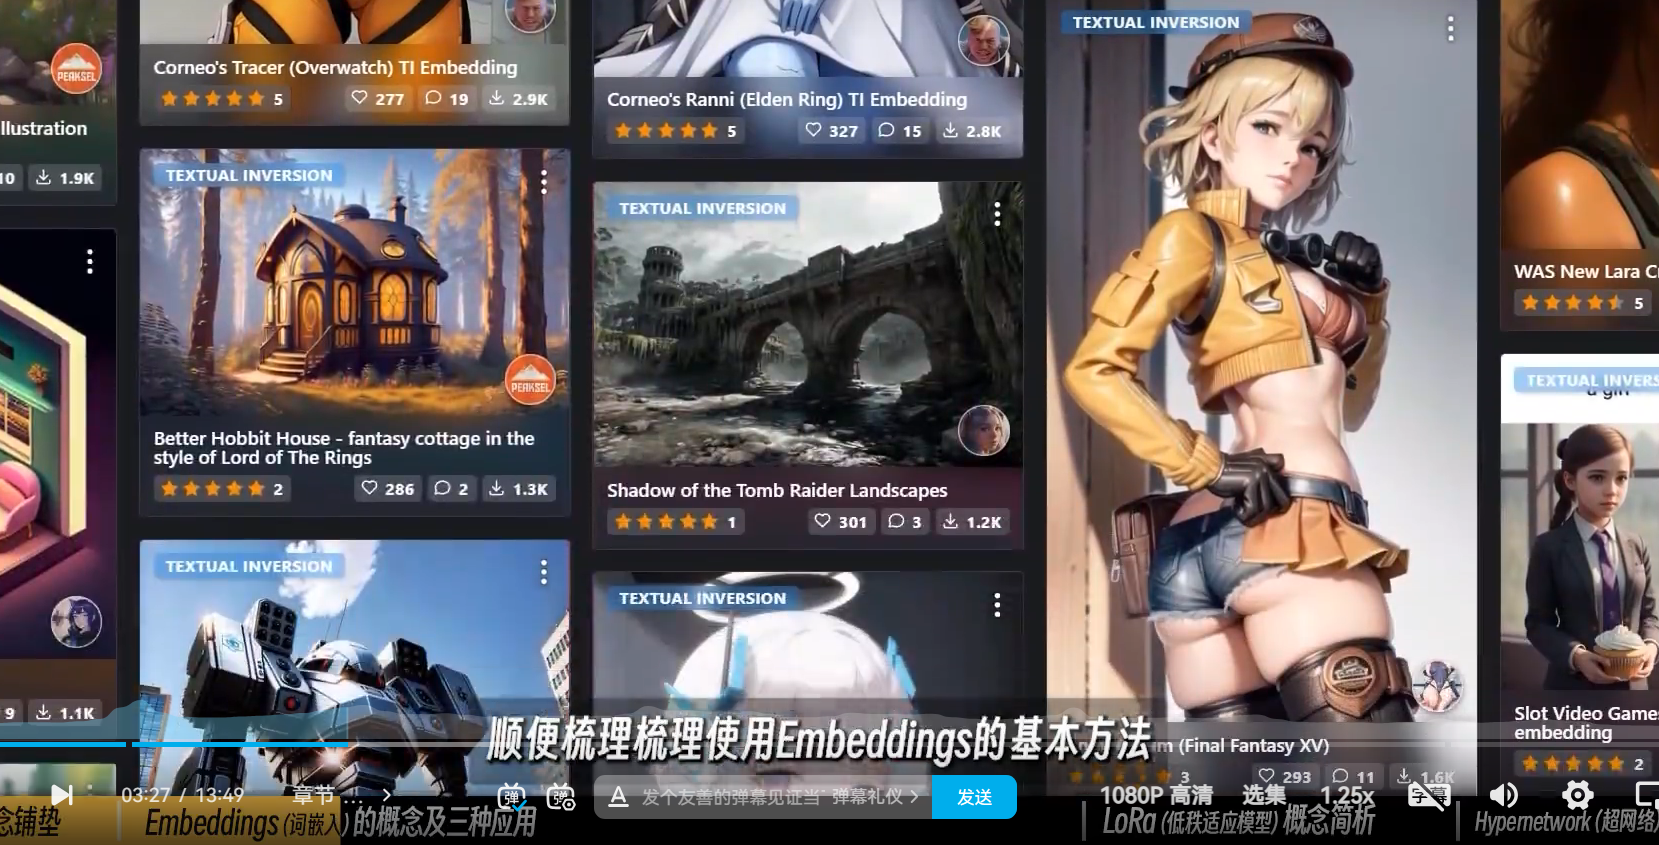 llustration
10 1.9K
9 1.1K
PEAKSEL
Corneo's Tracer (Overwatch) TI Embedding
5 277 19 2.9K
TEXTUAL INVERSION
PEAKSEL
Better Hobbit House - fantasy cottage in the
style of Lord of The Rings
2 286 2 1.3K
TEXTUAL INVERSION
Corneo's Ranni (Elden Ring) TI Embedding
5 327 15 2.8K
TEXTUAL INVERSION
Shadow of the Tomb Raider Landscapes
1 301 3 1.2K
TEXTUAL INVERSION
TEXTUAL INVERSION
m (Final Fantasy XV)
3 293 11 1.6K
WAS New Lara C
5
TEXTUAL INVERS
a girl
Slot Video Game
embedding
2
顺便梳理梳理使用Embeddings的基本方法
03:27 / 13:49 章节 ... 弹 弹 A 发个友善的弹幕见证当 弹幕礼仪 发送 1080P 高清 选集 1.25x 字幕
念铺垫 Embeddings (词嵌入) 的概念及三种应用 LoRa (低秩适应模型) 概念简析 Hypernetwork (超网络